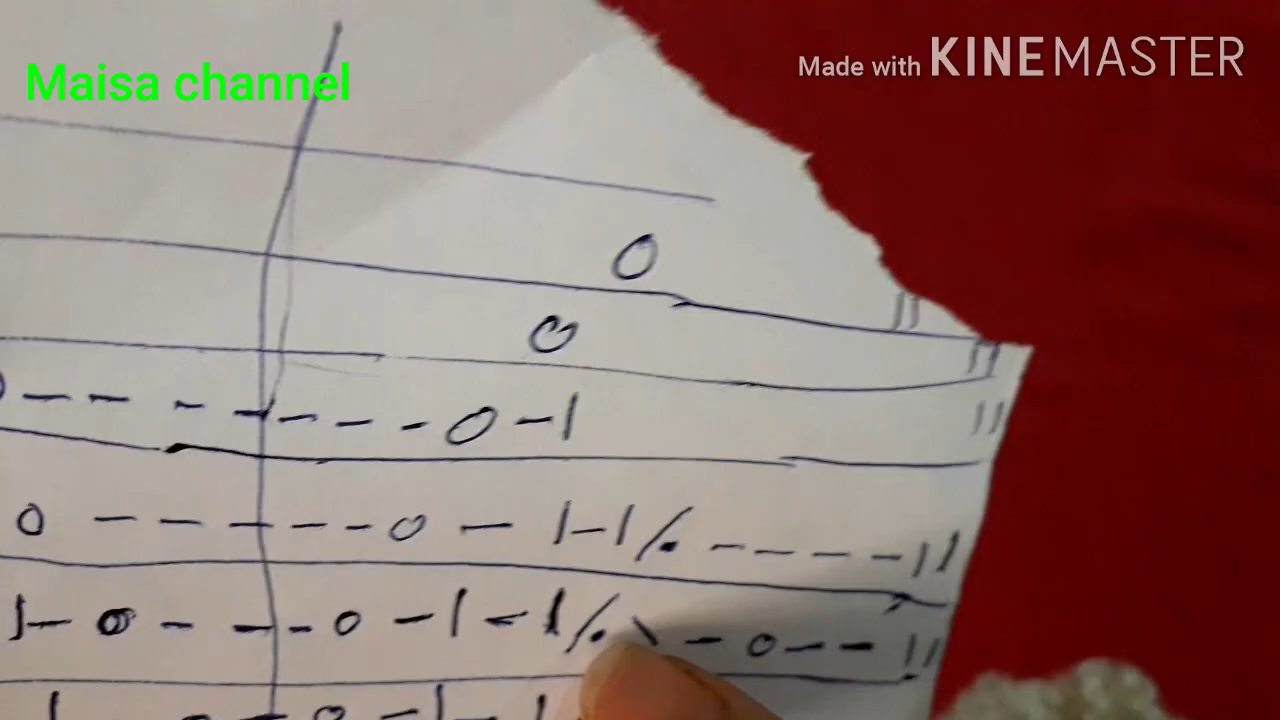 Maisa channel
Made with KINEMASTER
O
||
O
||
- - - - - - - O - | ||
O - - - - - O - | - | /. - - - - ||
| - O - - - O - | - | /. \ - O - - ||
| - - O - | - |